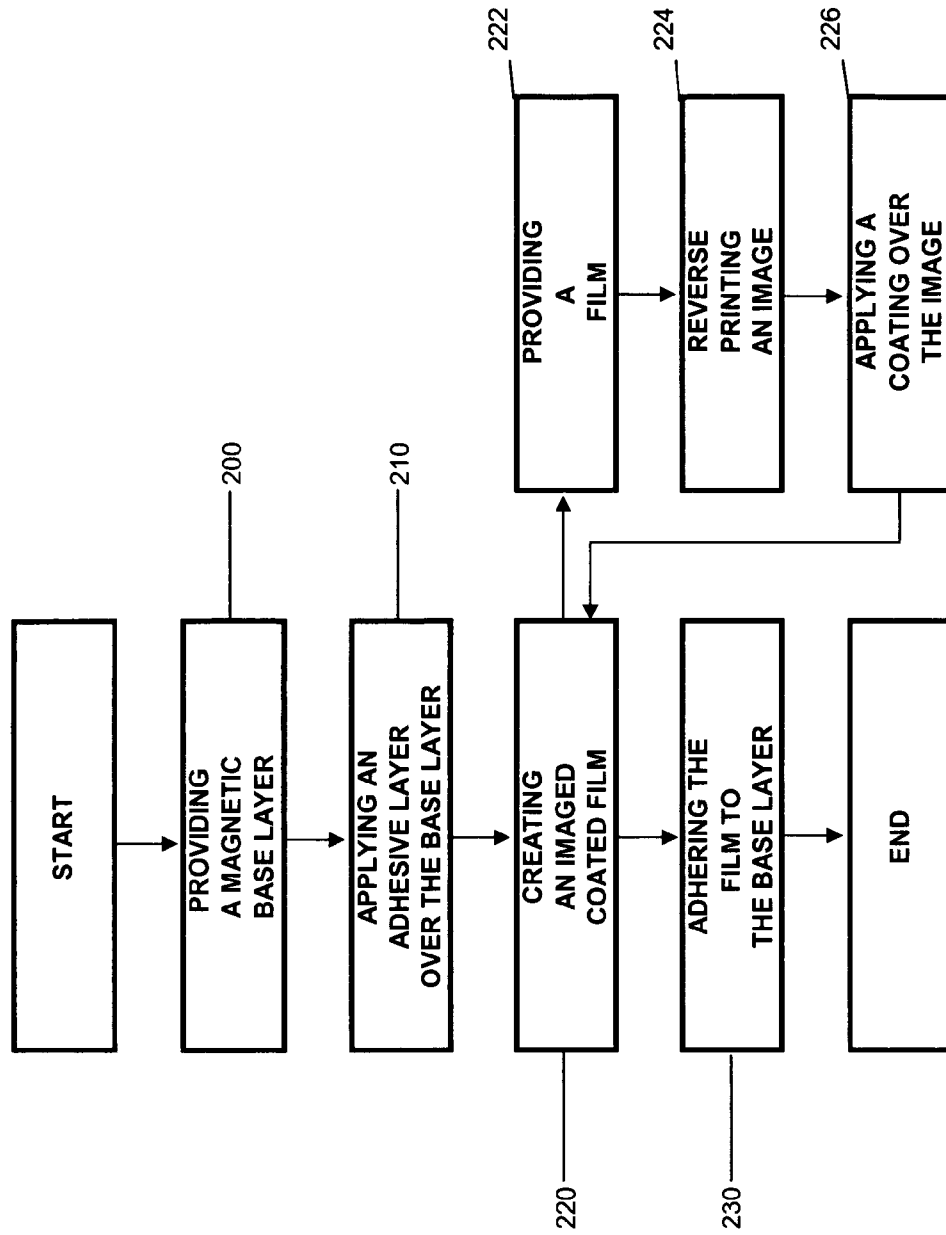 START
PROVIDING
A MAGNETIC
BASE LAYER
200
APPLYING AN
ADHESIVE LAYER
OVER THE BASE LAYER
210
CREATING
AN IMAGED
COATED FILM
220
PROVIDING
A
FILM
222
REVERSE
PRINTING
AN IMAGE
224
APPLYING A
COATING OVER
THE IMAGE
226
ADHERING THE
FILM TO
THE BASE LAYER
230
END